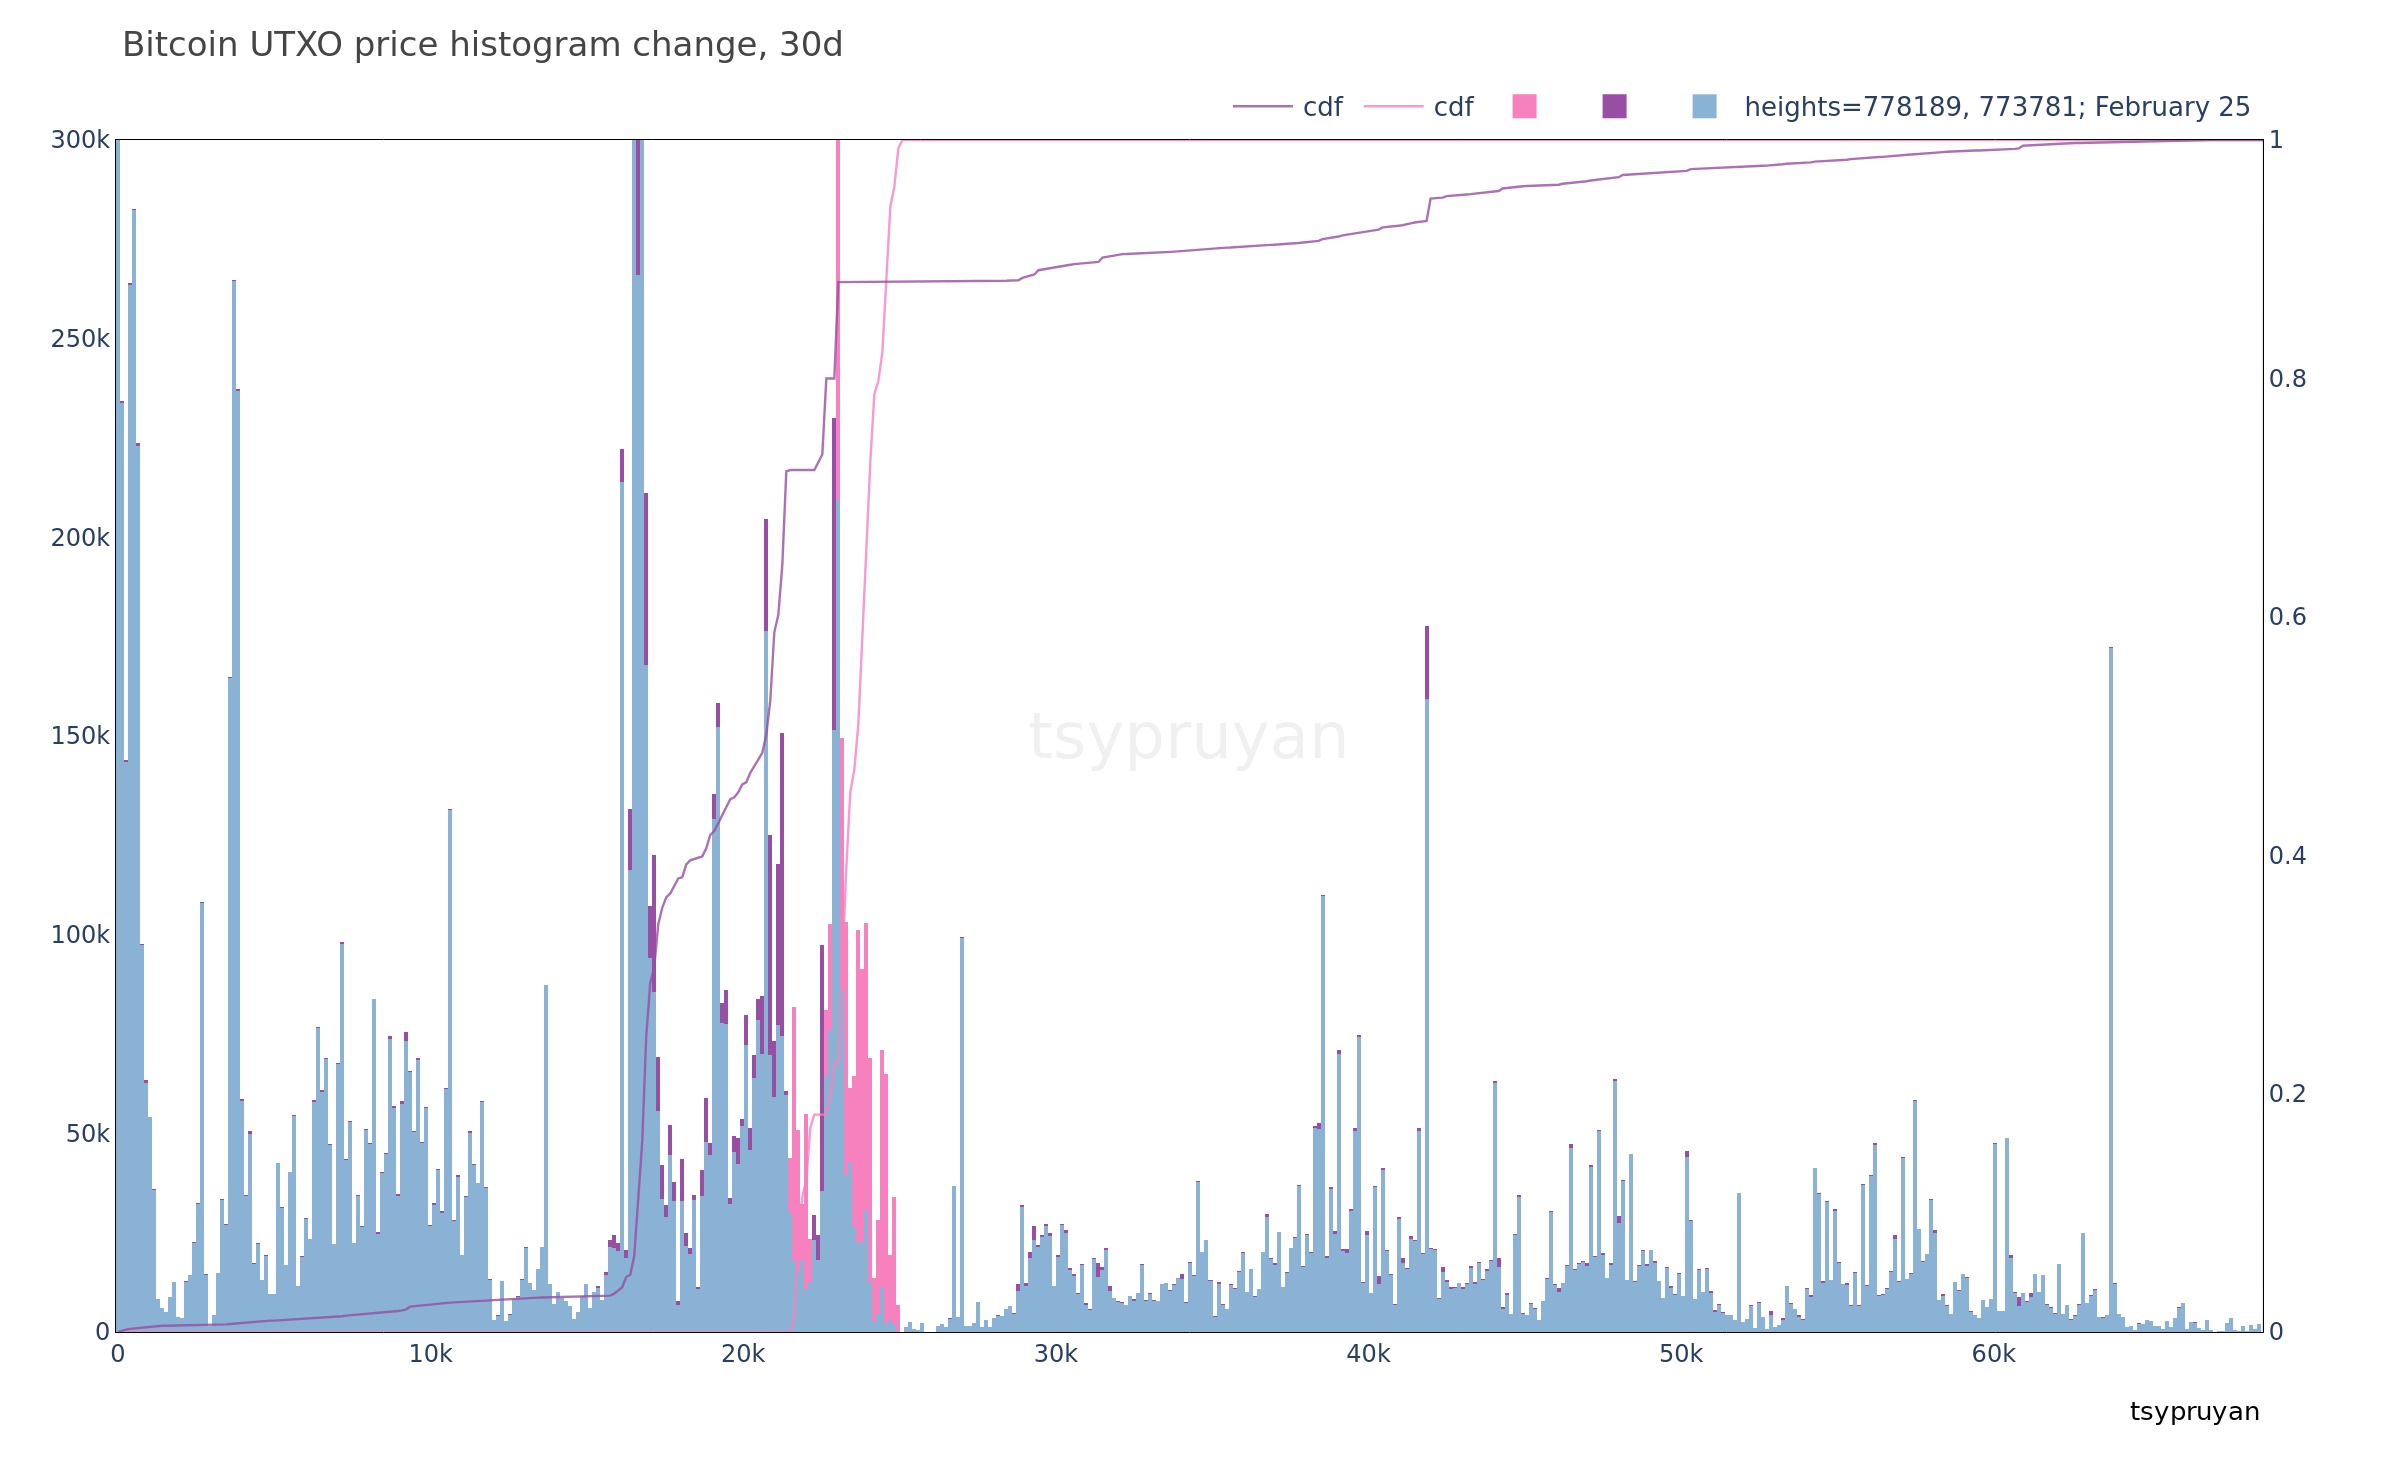 Bitcoin UTXO price histogram change, 30d
cdf cdf heights=778189, 773781; February 25
300k 1
250k
0.8
200k
0.6
150k
tsypruyan
0.4
100k
0.2
50k
0 0
0 10k 20k 30k 40k 50k 60k
tsypruyan